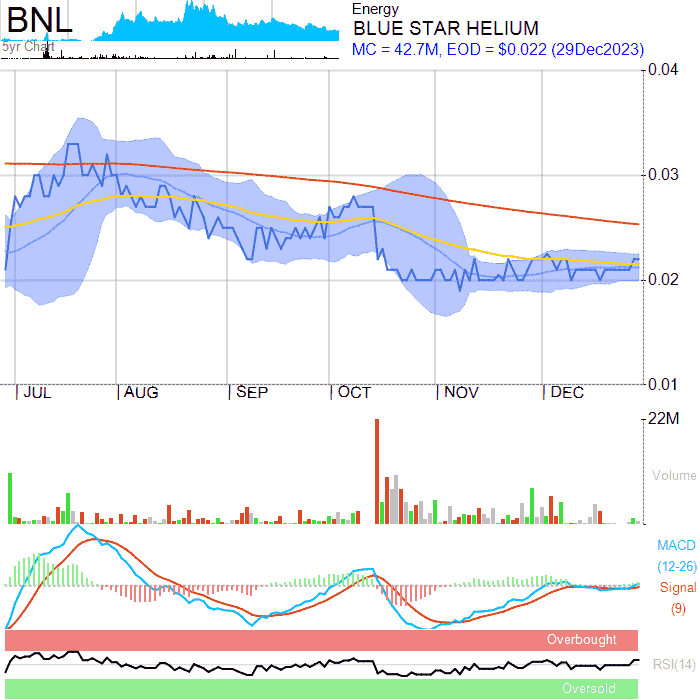 BNL
5yr Chart
Energy
BLUE STAR HELIUM
MC = 42.7M, EOD = $0.022 (29Dec2023)
0.04
0.03
0.02
0.01
JUL AUG SEP OCT NOV DEC
22M
Volume
MACD
(12-26)
Signal
(9)
Overbought
RSI(14)
Oversold